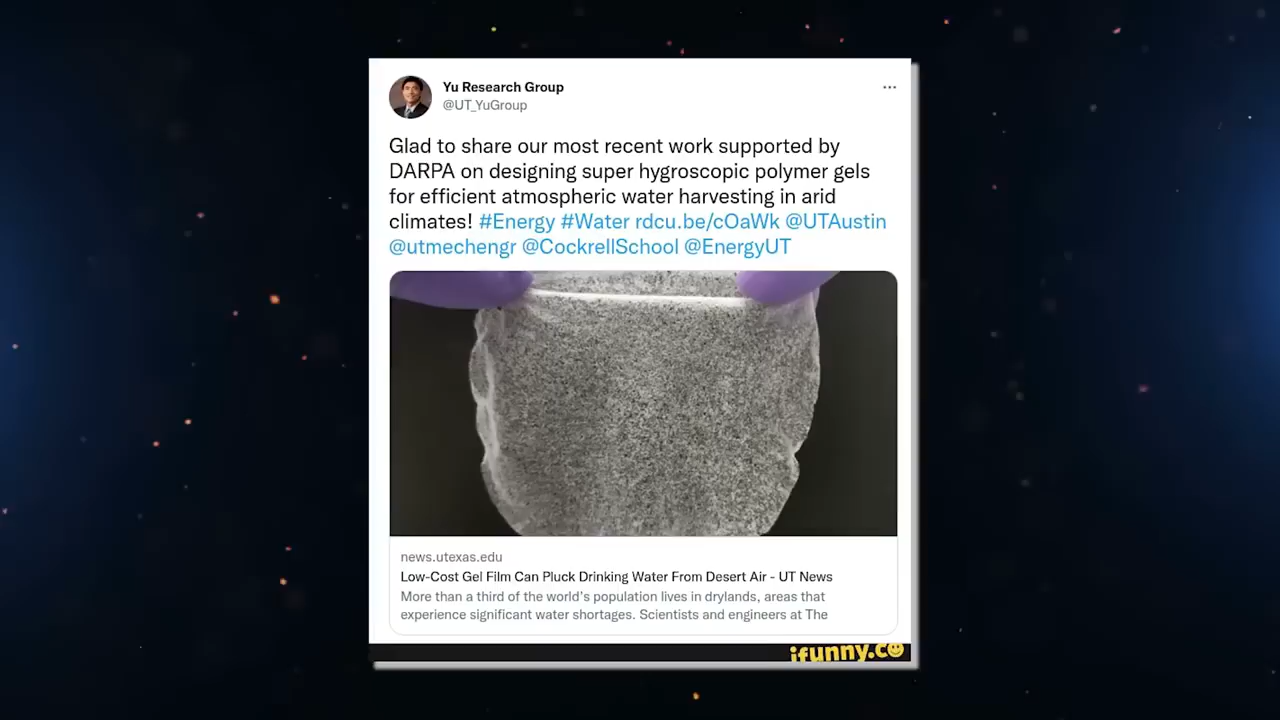 Yu Research Group
@UT_YuGroup
Glad to share our most recent work supported by
DARPA on designing super hygroscopic polymer gels
for efficient atmospheric water harvesting in arid
climates! #Energy #Water rdcu.be/cOaWk @UTAustin
@utmechengr @CockrellSchool @EnergyUT
news.utexas.edu
Low-Cost Gel Film Can Pluck Drinking Water From Desert Air - UT News
More than a third of the world's population lives in drylands, areas that
experience significant water shortages. Scientists and engineers at The
ifunny.co